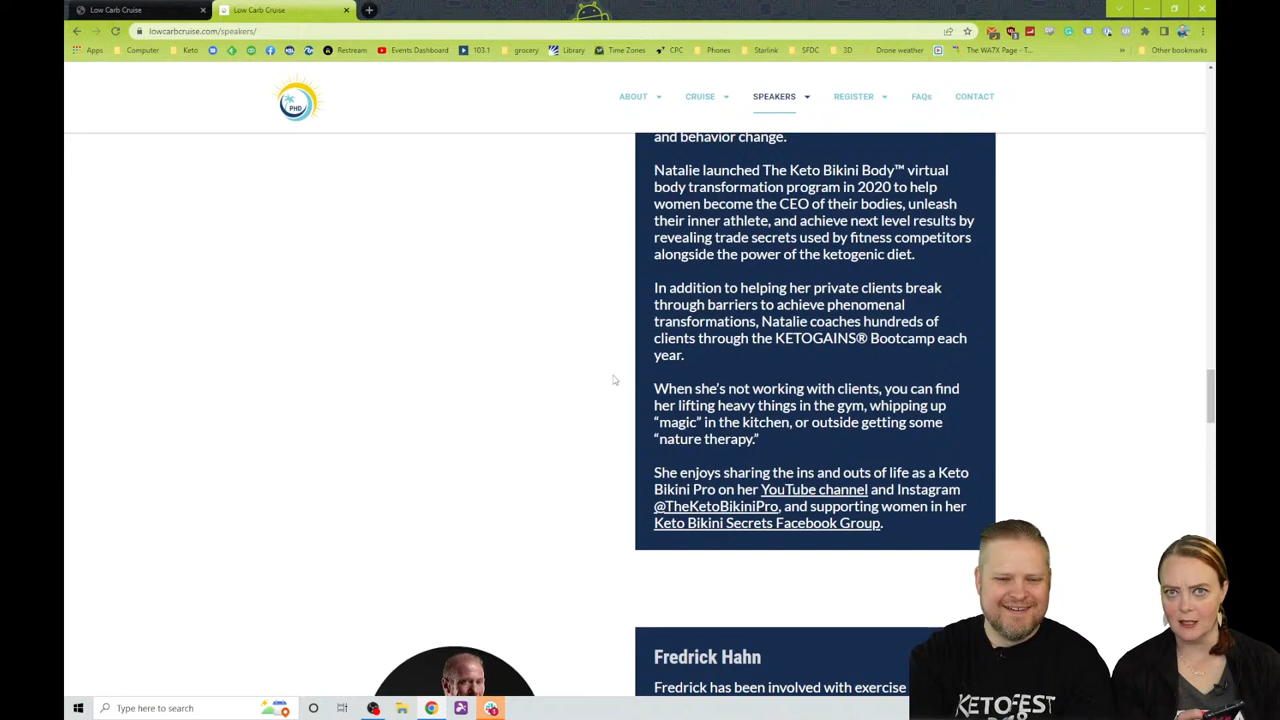 Low Carb Cruise
Low Carb Cruise
lowcarbcruise.com/speakers/
Apps
Computer
Keto
Restream
Events Dashboard
103.1
grocery
Library
Time Zones
CPC
Phones
Starlink
SFDC
3D
Drone weather
The WA7X Page - T...
Other bookmarks
PHD
ABOUT
CRUISE
SPEAKERS
REGISTER
FAQs
CONTACT
and behavior change.
Natalie launched The Keto Bikini Body™ virtual
body transformation program in 2020 to help
women become the CEO of their bodies, unleash
their inner athlete, and achieve next level results by
revealing trade secrets used by fitness competitors
alongside the power of the ketogenic diet.
In addition to helping her private clients break
through barriers to achieve phenomenal
transformations, Natalie coaches hundreds of
clients through the KETOGAINS® Bootcamp each
year.
When she's not working with clients, you can find
her lifting heavy things in the gym, whipping up
“magic” in the kitchen, or outside getting some
“nature therapy.”
She enjoys sharing the ins and outs of life as a Keto
Bikini Pro on her YouTube channel and Instagram
@TheKetoBikiniPro, and supporting women in her
Keto Bikini Secrets Facebook Group.
Fredrick Hahn
Fredrick has been involved with exercise
KETOFEST
Type here to search